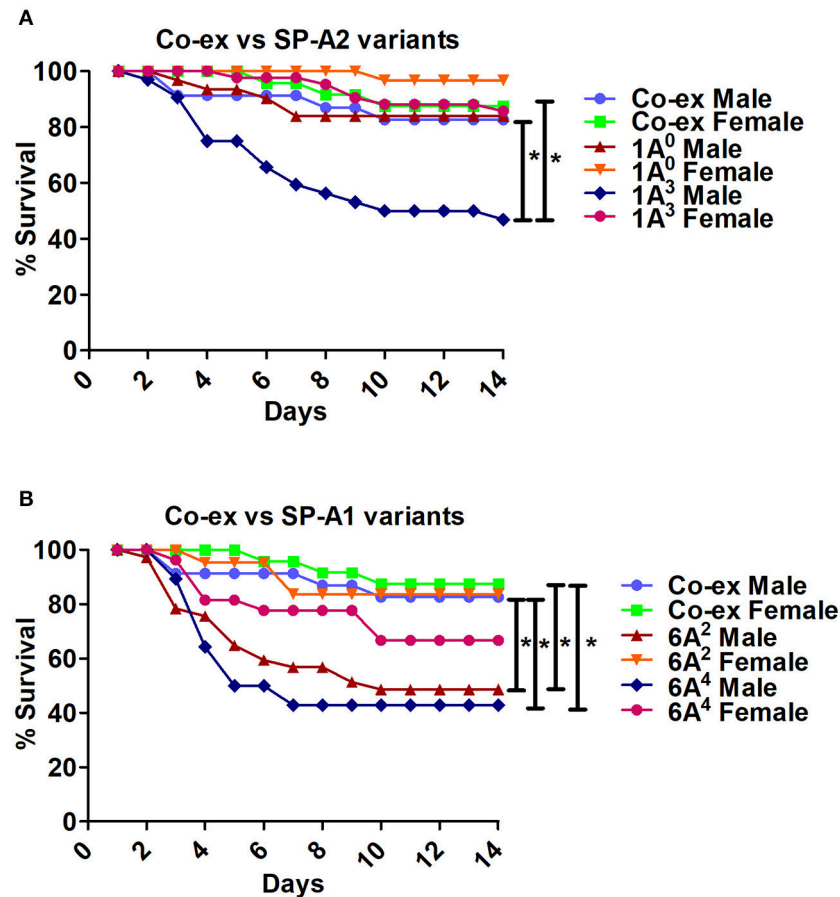 A
Co-ex vs SP-A2 variants
% Survival
100
80
60
40
20
0
0
2
4
6
8
10
12
14
Days
* *
Co-ex Male
Co-ex Female
1A⁰ Male
1A⁰ Female
1A³ Male
1A³ Female
B
Co-ex vs SP-A1 variants
% Survival
100
80
60
40
20
0
0
2
4
6
8
10
12
14
Days
* * * *
Co-ex Male
Co-ex Female
6A² Male
6A² Female
6A⁴ Male
6A⁴ Female